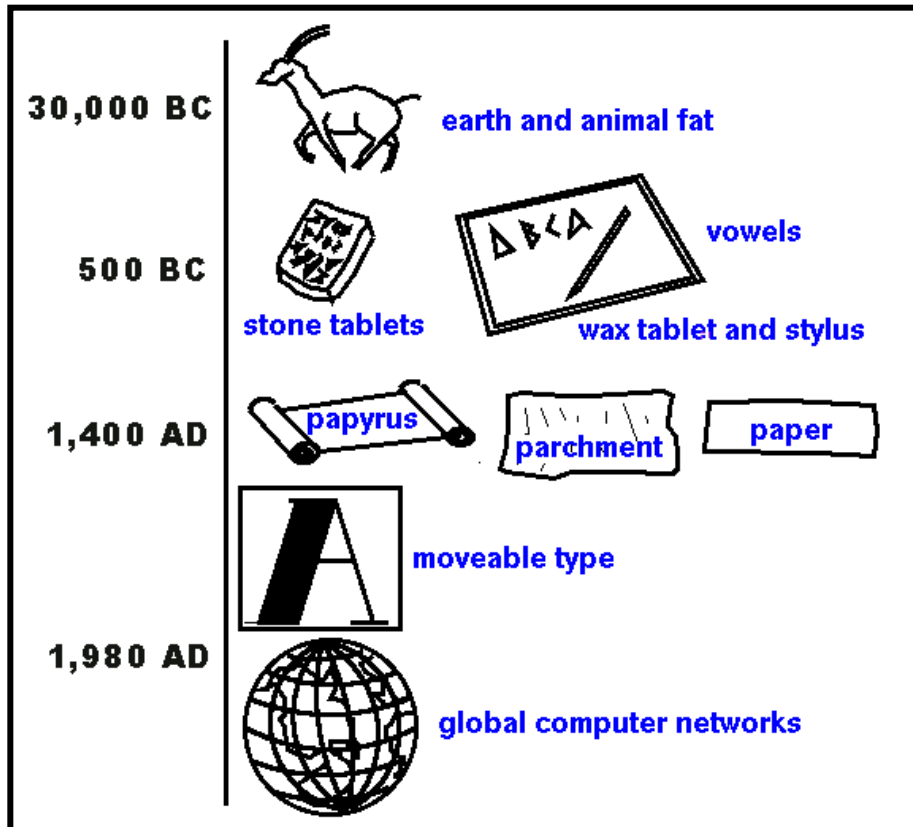 30,000 BC
earth and animal fat
500 BC
vowels
stone tablets
wax tablet and stylus
1,400 AD
papyrus
parchment
paper
A
moveable type
1,980 AD
global computer networks